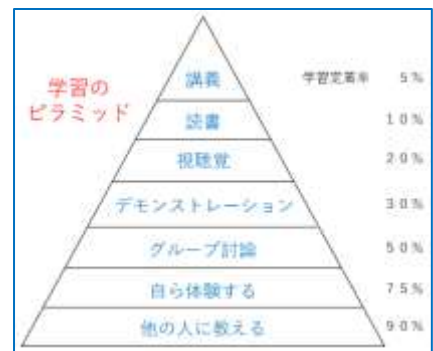 学習の
ピラミッド
講義 学習定着率 5%
読書 10%
視聴覚 20%
デモンストレーション 30%
グループ討論 50%
自ら体験する 75%
他の人に教える 90%